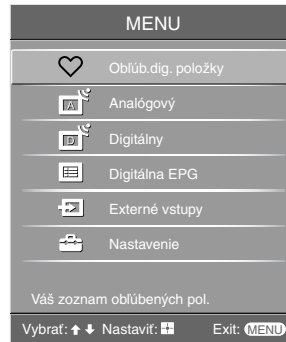 MENU
Obľúb.dig. položky
A Analógový
D Digitálny
Digitálna EPG
Externé vstupy
Nastavenie
Váš zoznam obľúbených pol.
Vybrať: Nastaviť: Exit: MENU